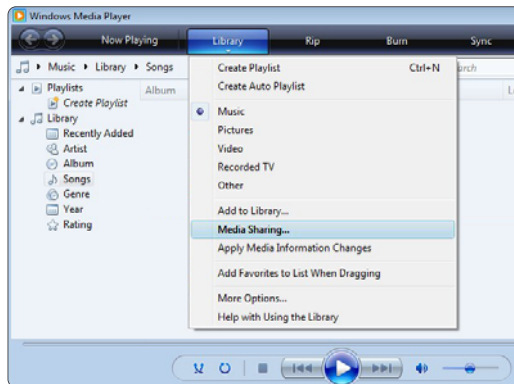 Windows Media Player
Now Playing Library Rip Burn Sync
Music Library Songs
Playlists
Create Playlist
Library
Recently Added
Artist
Album
Songs
Genre
Year
Rating
Album
Create Playlist Ctrl+N
Create Auto Playlist
Music
Pictures
Video
Recorded TV
Other
Add to Library...
Media Sharing...
Apply Media Information Changes
Add Favorites to List When Dragging
More Options...
Help with Using the Library